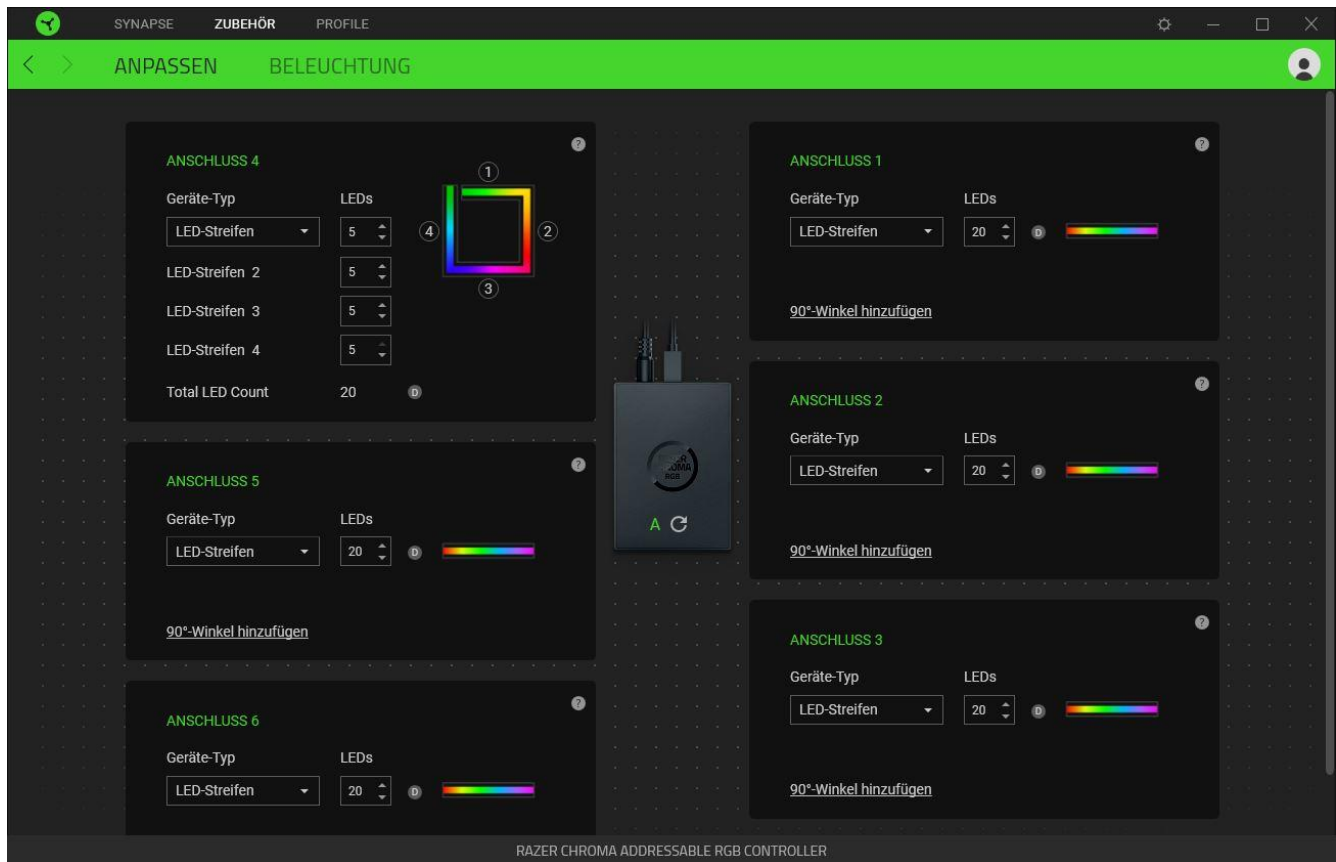 SYNAPSE ZUBEHÖR PROFILE
ANPASSEN BELEUCHTUNG
ANSCHLUSS 4
1
Geräte-Typ LEDs
LED-Streifen 5
4
2
LED-Streifen 2 5
3
LED-Streifen 3 5
LED-Streifen 4 5
Total LED Count 20 D
ANSCHLUSS 5
Geräte-Typ LEDs
LED-Streifen 20 D
90°-Winkel hinzufügen
ANSCHLUSS 6
Geräte-Typ LEDs
LED-Streifen 20 D
RAZER
CHROMA
RGB
A
ANSCHLUSS 1
Geräte-Typ LEDs
LED-Streifen 20 D
90°-Winkel hinzufügen
ANSCHLUSS 2
Geräte-Typ LEDs
LED-Streifen 20 D
90°-Winkel hinzufügen
ANSCHLUSS 3
Geräte-Typ LEDs
LED-Streifen 20 D
90°-Winkel hinzufügen
RAZER CHROMA ADDRESSABLE RGB CONTROLLER